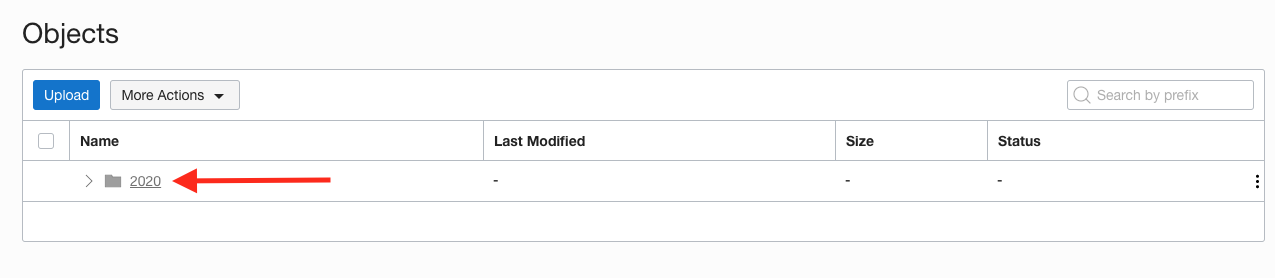 Objects
Upload More Actions Search by prefix
Name Last Modified Size Status
2020 - - -